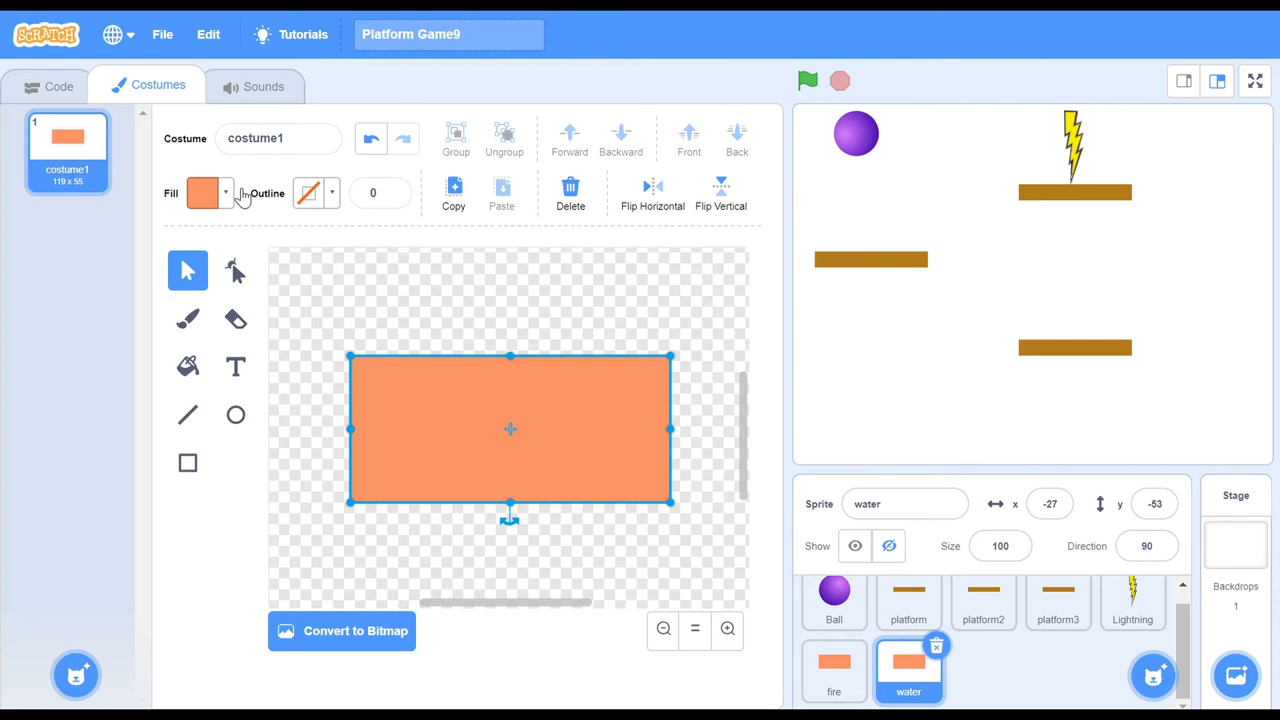 SCRATCH File Edit Tutorials Platform Game9
Code Costumes Sounds
1
costume1
119 x 55
Costume costume1
Group Ungroup Forward Backward Front Back
Fill Outline 0
Copy Paste Delete Flip Horizontal Flip Vertical
Convert to Bitmap
Sprite water x -27 y -53
Show Size 100 Direction 90
Ball platform platform2 platform3 Lightning
fire water
Stage
Backdrops
1